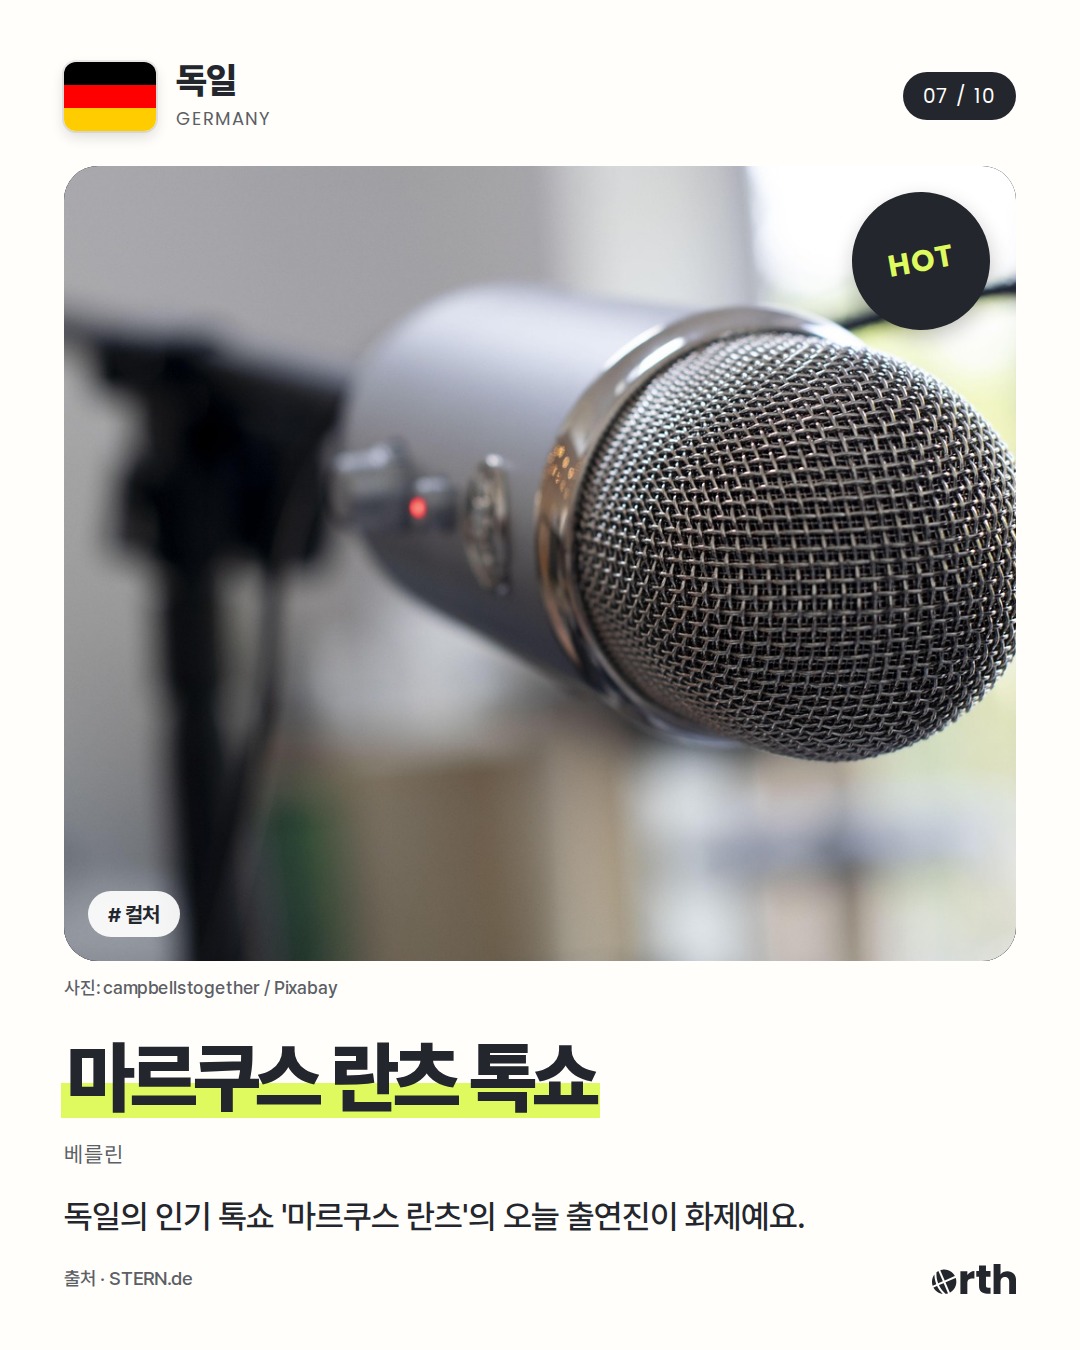 독일
GERMANY
07 / 10
HOT
# 컬처
사진: campbellstogether / Pixabay
마르쿠스 란츠 톡쇼
베를린
독일의 인기 톡쇼 '마르쿠스 란츠'의 오늘 출연진이 화제예요.
출처 · STERN.de
orth